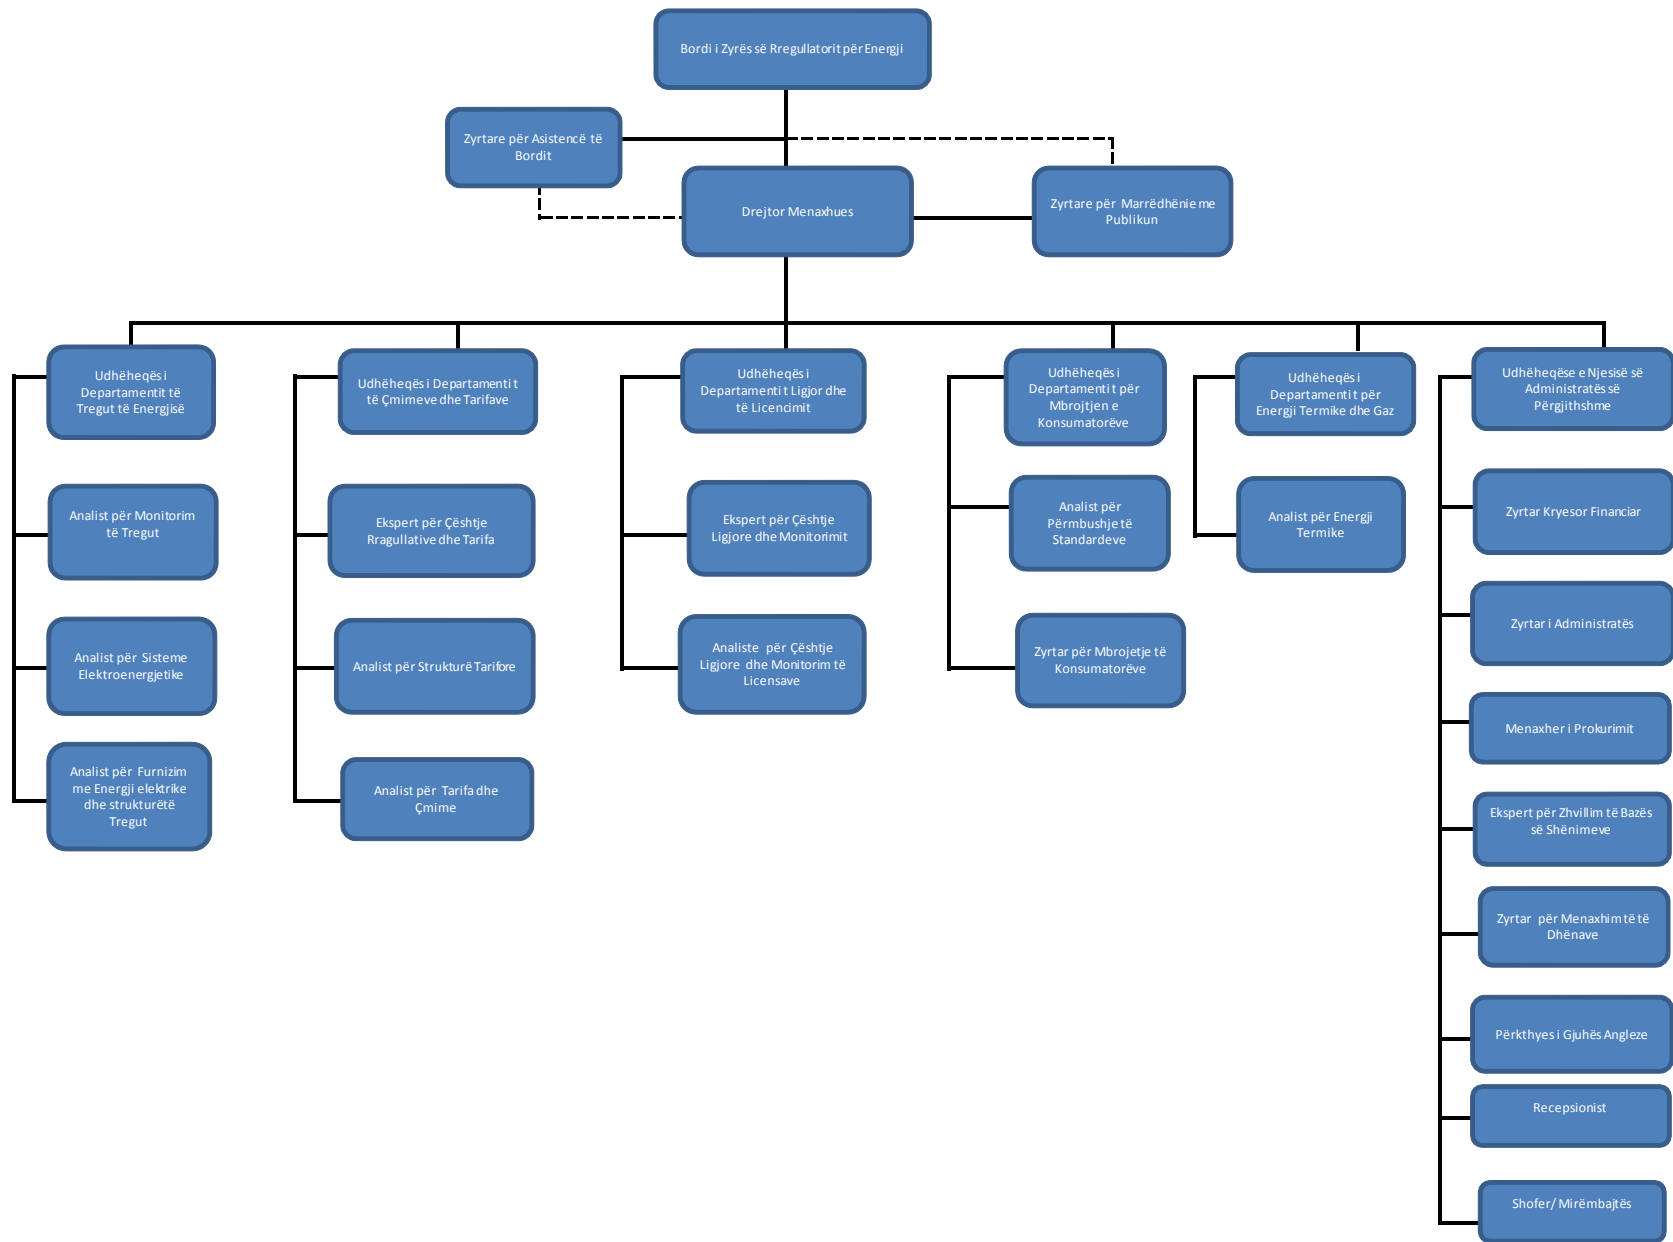 Bordi i Zyrës së Rregullatorit për Energji
Zyrtare për Asistencë të
Bordit
Drejtor Menaxhues
Zyrtare për Marrëdhënie me
Publikun
Udhëheqës i
Departamentit të
Tregut të Energjisë
Analist për Monitorim
të Tregut
Analist për Sisteme
Elektroenergjetike
Analist për Furnizim
me Energji elektrike
dhe strukturëtë
Tregut
Udhëheqës i Departamentit
të Çmimeve dhe Tarifave
Ekspert për Çështje
Rragullative dhe Tarifa
Analist për Strukturë Tarifore
Analist për Tarifa dhe
Çmime
Udhëheqës i
Departamentit Ligjor dhe
të Licencimit
Ekspert për Çështje
Ligjore dhe Monitorimit
Analiste për Çështje
Ligjore dhe Monitorim të
Licensave
Udhëheqës i
Departamentit për
Mbrojtjen e
Konsumatorëve
Analist për
Përmbushje të
Standardeve
Zyrtar për Mbrojetje të
Konsumatorëve
Udhëheqës i
Departamentit për
Energji Termike dhe Gaz
Analist për Energji
Termike
Udhëheqëse e Njesisë së
Administratës së
Përgjithshme
Zyrtar Kryesor Financiar
Zyrtar i Administratës
Menaxher i Prokurimit
Ekspert për Zhvillim të Bazës
së Shënimeve
Zyrtar për Menaxhim të të
Dhënave
Përkthyes i Gjuhës Angleze
Recepsionist
Shofer/ Mirëmbajtës